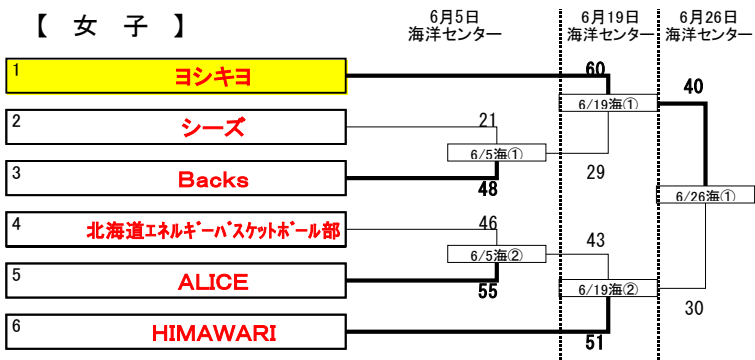 【 女 子 】
6月5日
海洋センター
6月19日
海洋センター
6月26日
海洋センター
1
ヨシキヨ
2
シーズ
3
Backs
4
北海道エネルギーバスケットボール部
5
ALICE
6
HIMAWARI
21
6/5海①
48
46
6/5海②
55
60
6/19海①
29
43
6/19海②
51
40
6/26海①
30